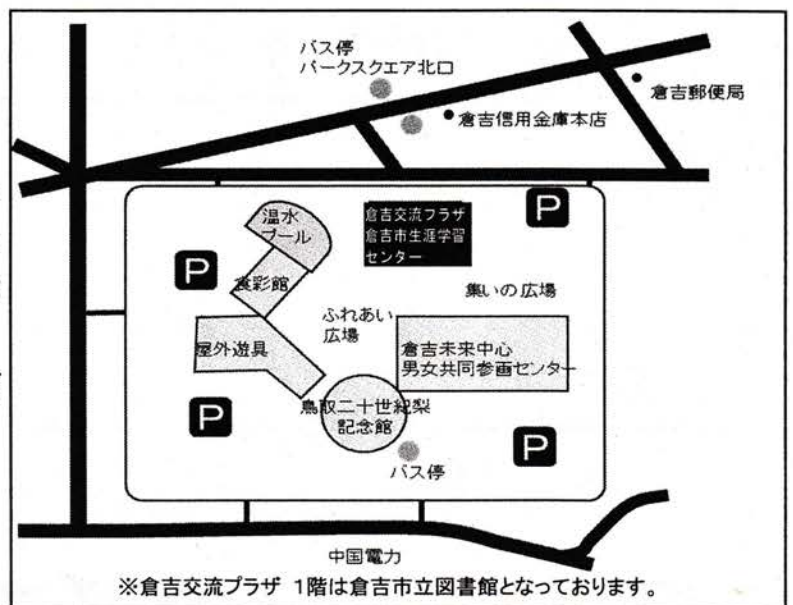 バス停
パークスクエア北口
倉吉郵便局
倉吉信用金庫本店
温水
プール
倉吉交流プラザ
倉吉市生涯学習
センター
P
P
食彩館
集いの広場
ふれあい
広場
屋外遊具
倉吉未来中心
男女共同参画センター
鳥取二十世紀梨
記念館
P
P
バス停
中国電力
※倉吉交流プラザ 1階は倉吉市立図書館となっております。